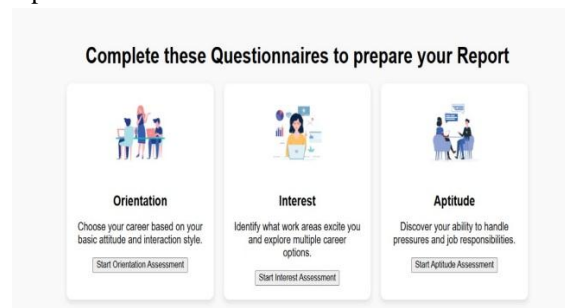 Complete these Questionnaires to prepare your Report
Orientation
Choose your career based on your
basic attitude and interaction style.
Start Orientation Assessment
Interest
Identify what work areas excite you
and explore multiple career
options.
Start Interest Assessment
Aptitude
Discover your ability to handle
pressures and job responsibilities.
Start Aptitude Assessment